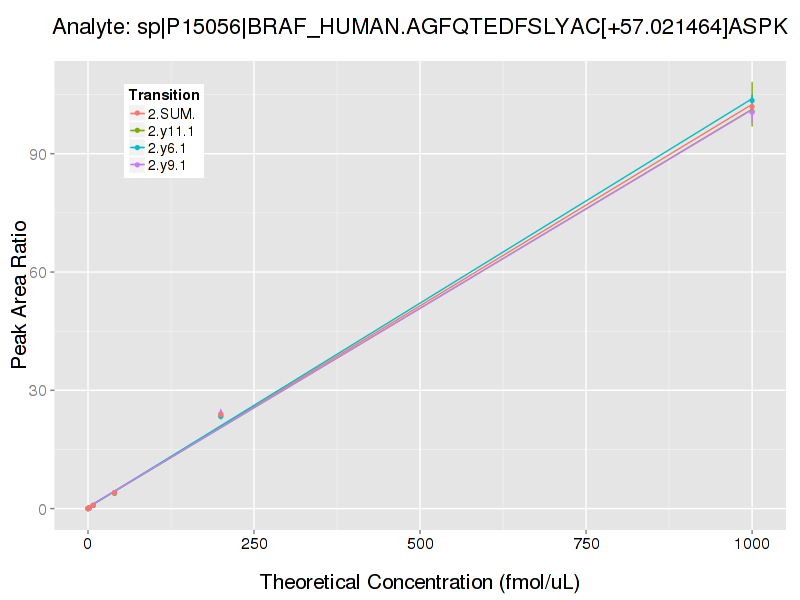 Analyte: sp|P15056|BRAF_HUMAN.AGFQTEDFSLYAC[+57.021464]ASPK
Transition
2.SUM.
2.y11.1
2.y6.1
2.y9.1
Peak Area Ratio
90
60
30
0
0 250 500 750 1000
Theoretical Concentration (fmol/uL)